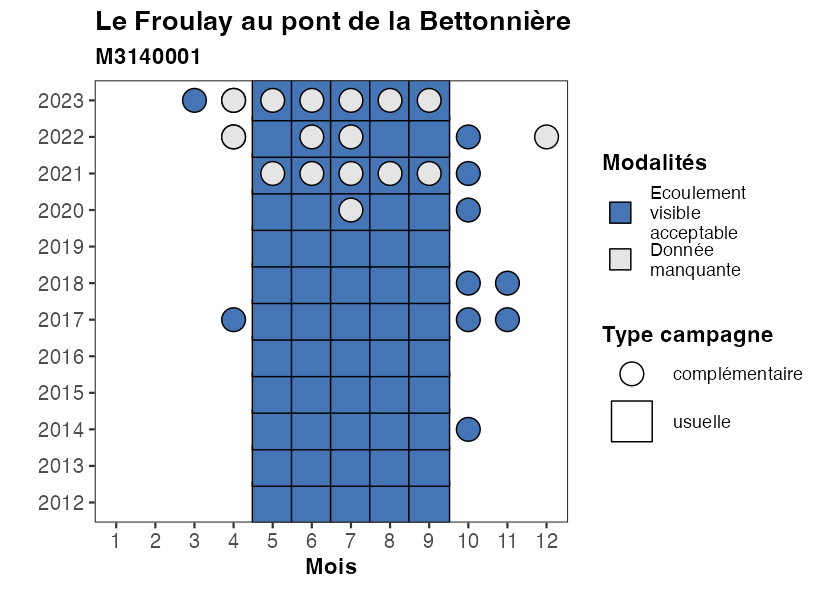 Le Froulay au pont de la Bettonnière
M3140001
2023
2022
2021
2020
2019
2018
2017
2016
2015
2014
2013
2012
1 2 3 4 5 6 7 8 9 10 11 12
Mois
Modalités
Ecoulement
visible
acceptable
Donnée
manquante
Type campagne
complémentaire
usuelle